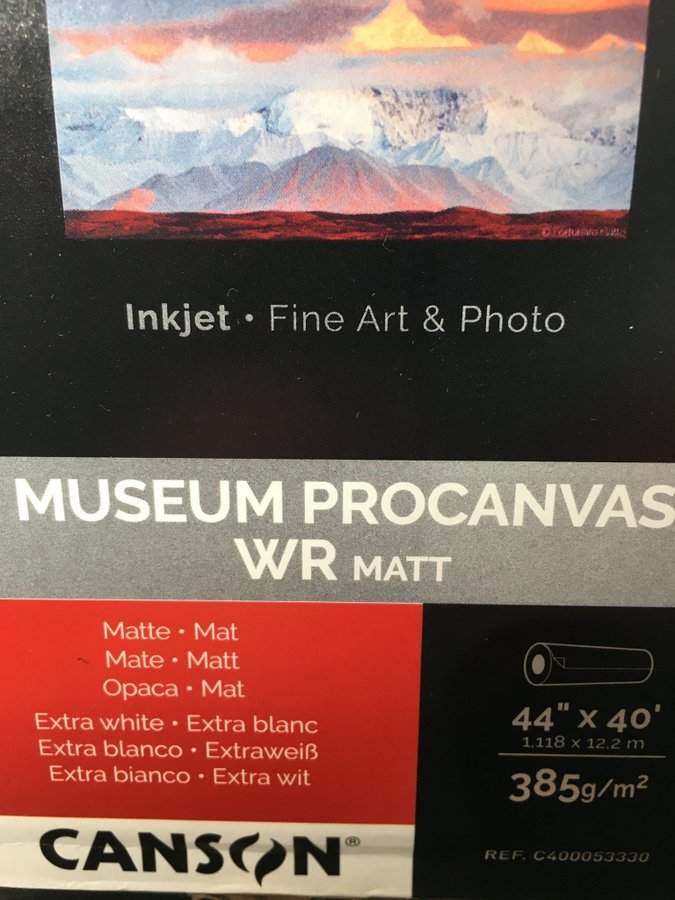 Inkjet • Fine Art & Photo
MUSEUM PROCANVAS
WR MATT
Matte • Mat
Mate • Matt
Opaca • Mat
Extra white • Extra blanc
Extra blanco • Extraweiß
Extra bianco • Extra wit
CANSON®
44" x 40'
1,118 x 12,2 m
385g/m²
REF. C400053330